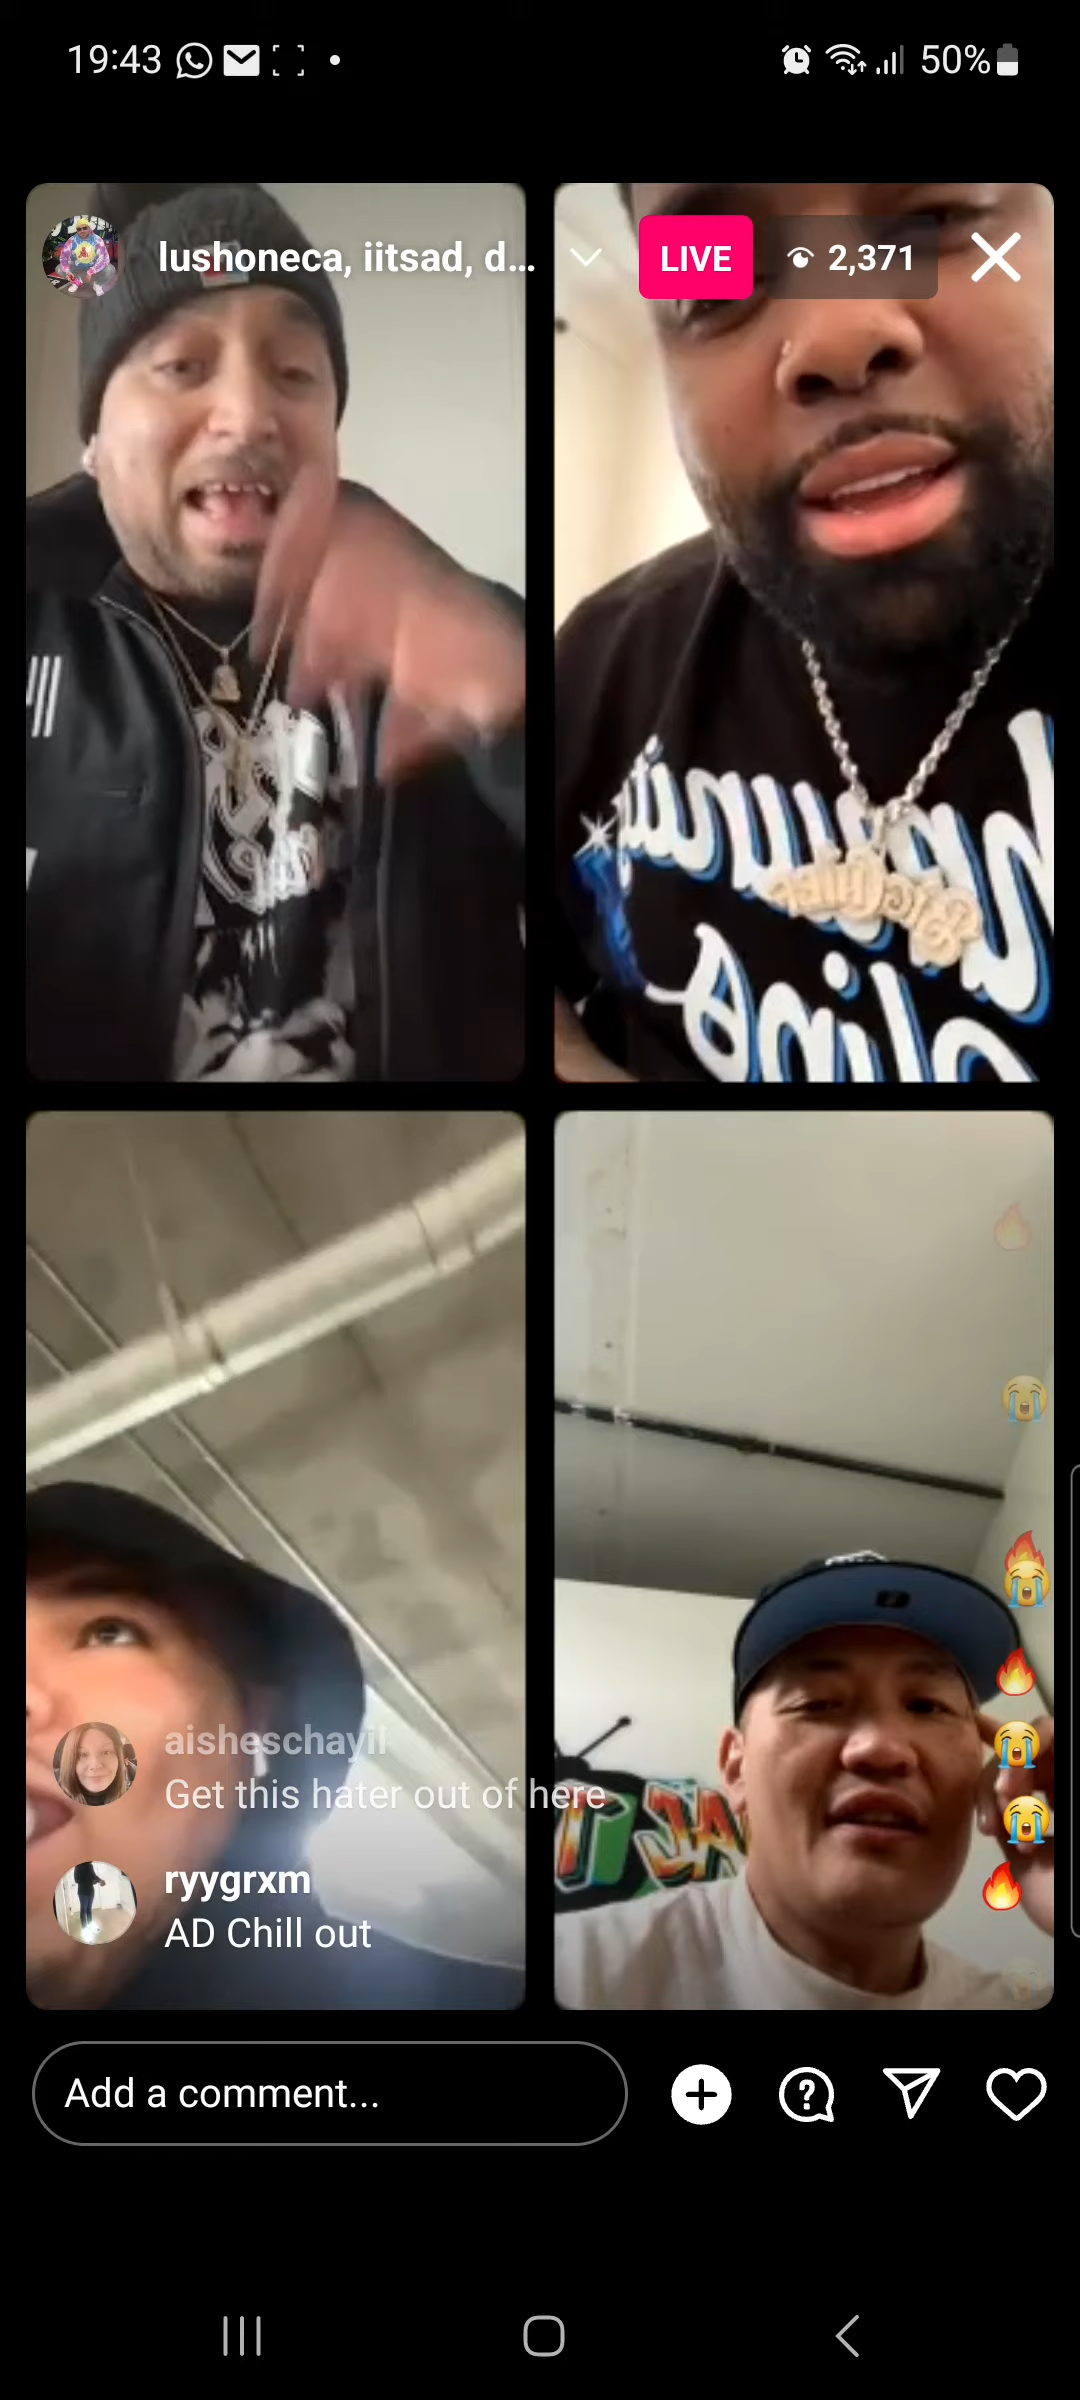 19:43
50%
lushoneca, iitsad, d...
LIVE
2,371
JA
aisheschayil
Get this hater out of here
ryygrxm
AD Chill out
Add a comment...